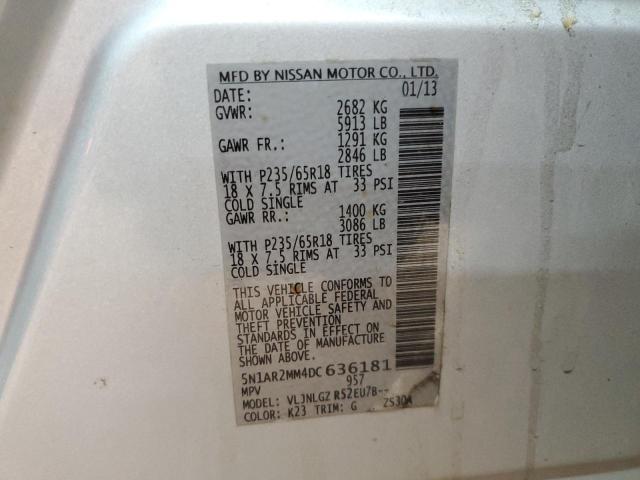 MFD BY NISSAN MOTOR CO., LTD.
DATE: 01/13
GVWR: 2682 KG
5913 LB
GAWR FR.: 1291 KG
2846 LB
WITH P235/65R18 TIRES
18 X 7.5 RIMS AT 33 PSI
COLD SINGLE
GAWR RR.: 1400 KG
3086 LB
WITH P235/65R18 TIRES
18 X 7.5 RIMS AT 33 PSI
COLD SINGLE
THIS VEHICLE CONFORMS TO
ALL APPLICABLE FEDERAL
MOTOR VEHICLE SAFETY AND
THEFT PREVENTION
STANDARDS IN EFFECT ON
THE DATE OF MANUFACTURE
SHOWN ABOVE.
5N1AR2MM4DC636181
MPV 957
MODEL: VLJNLGZ R52EU7B--
COLOR: K23 TRIM: G ZS30A